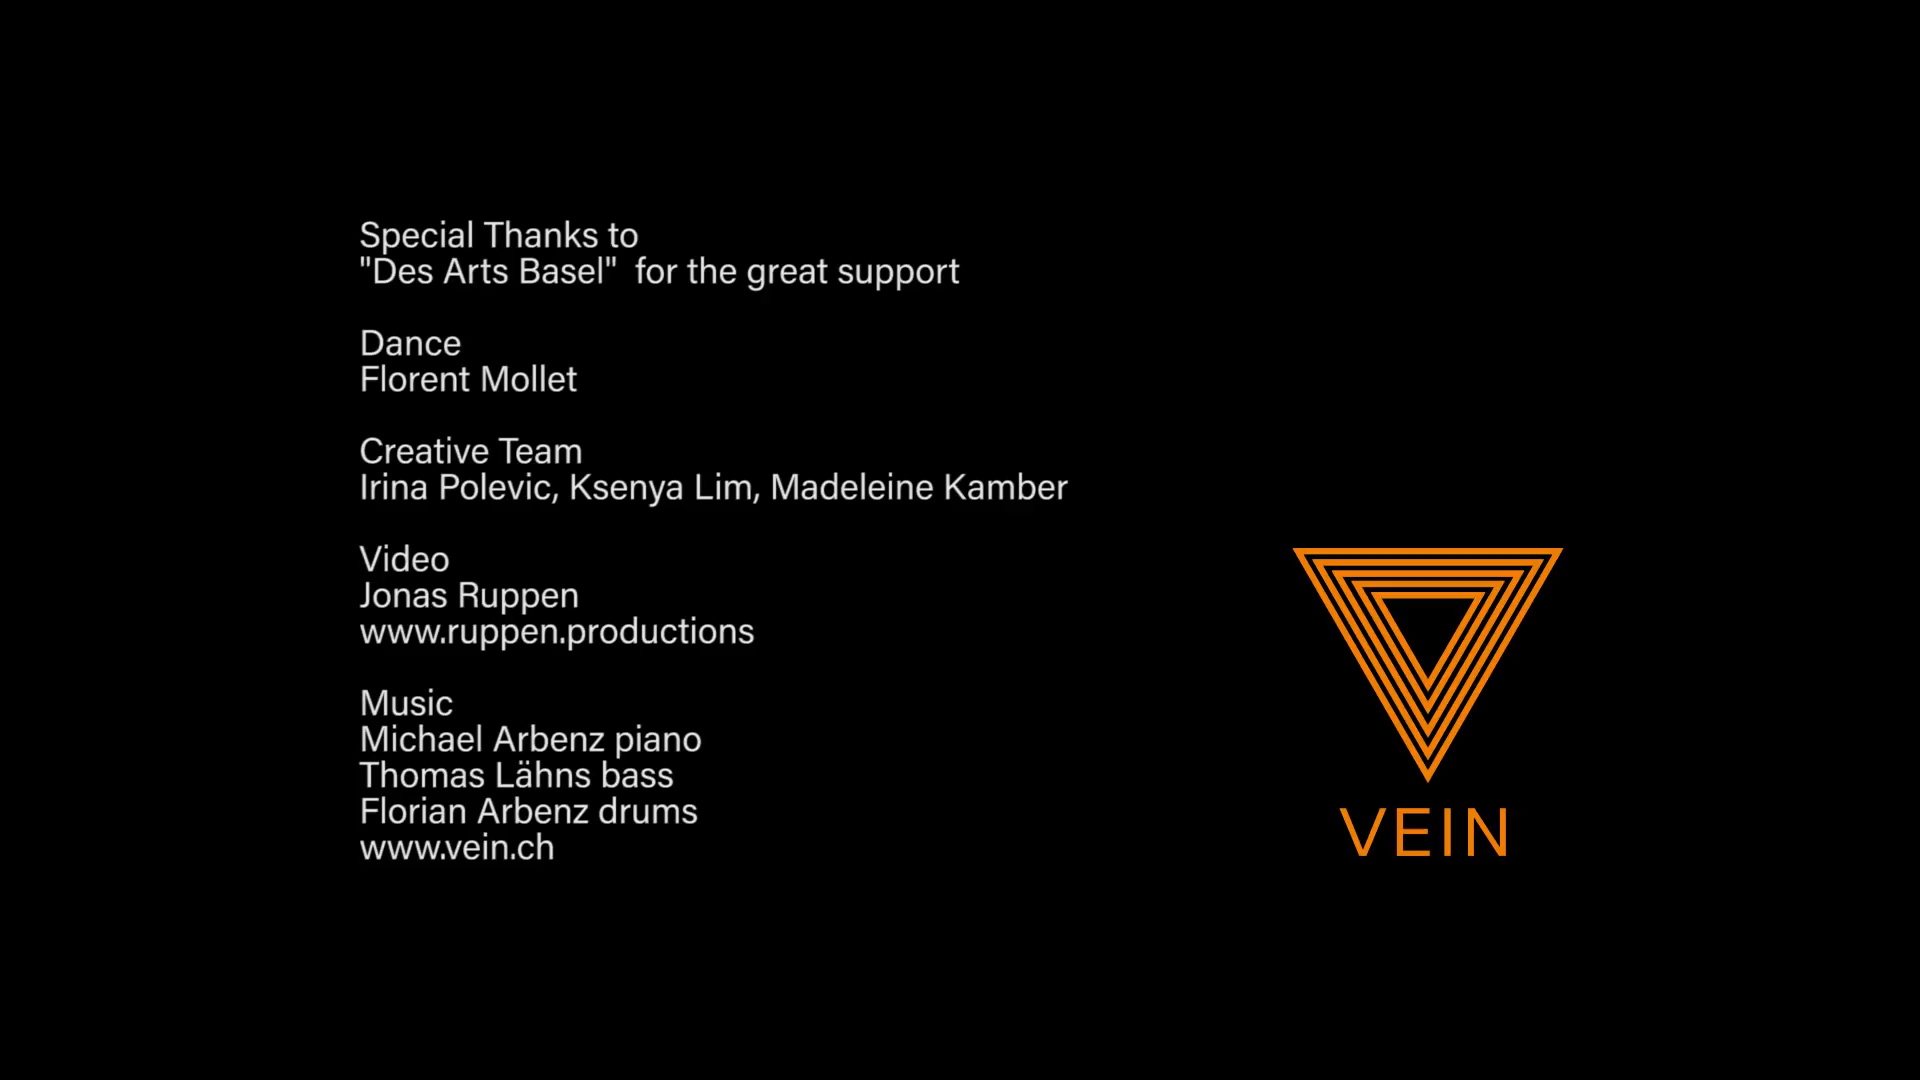 Special Thanks to
"Des Arts Basel"  for the great support
Dance
Florent Mollet
Creative Team
Irina Polevic, Ksenya Lim, Madeleine Kamber
Video
Jonas Ruppen
www.ruppen.productions
Music
Michael Arbenz piano
Thomas Lähns bass
Florian Arbenz drums
www.vein.ch
VEIN